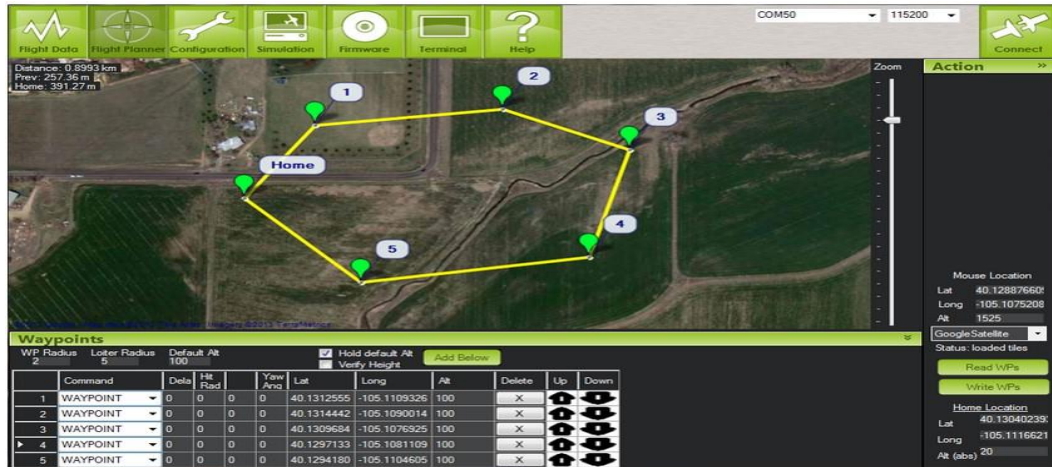 COM50 115200
Flight Data Flight Planner Configuration Simulation Firmware Terminal Help Connect
Distance: 0.8993 km
Prev: 257.36 m
Home: 391.27 m
Zoom
Action »
1
2
3
Home
4
5
Mouse Location
Lat 40.128876605
Long -105.1075208
Alt 1525
GoogleSatellite
Status: loaded tiles
Read WPs
Write WPs
Home Location
Lat 40.130402393
Long -105.1116621
Alt (abs) 20
Waypoints
WP Radius Loiter Radius Default Alt
2 5 100
Hold default Alt
Verify Height
Add Below
Command Dela Hit Rad Yaw Ang Lat Long Alt Delete Up Down
1 WAYPOINT 0 0 0 0 40.1312555 -105.1109326 100 X
2 WAYPOINT 0 0 0 0 40.1314442 -105.1090014 100 X
3 WAYPOINT 0 0 0 0 40.1309684 -105.1076925 100 X
4 WAYPOINT 0 0 0 0 40.1297133 -105.1081109 100 X
5 WAYPOINT 0 0 0 0 40.1294180 -105.1104605 100 X